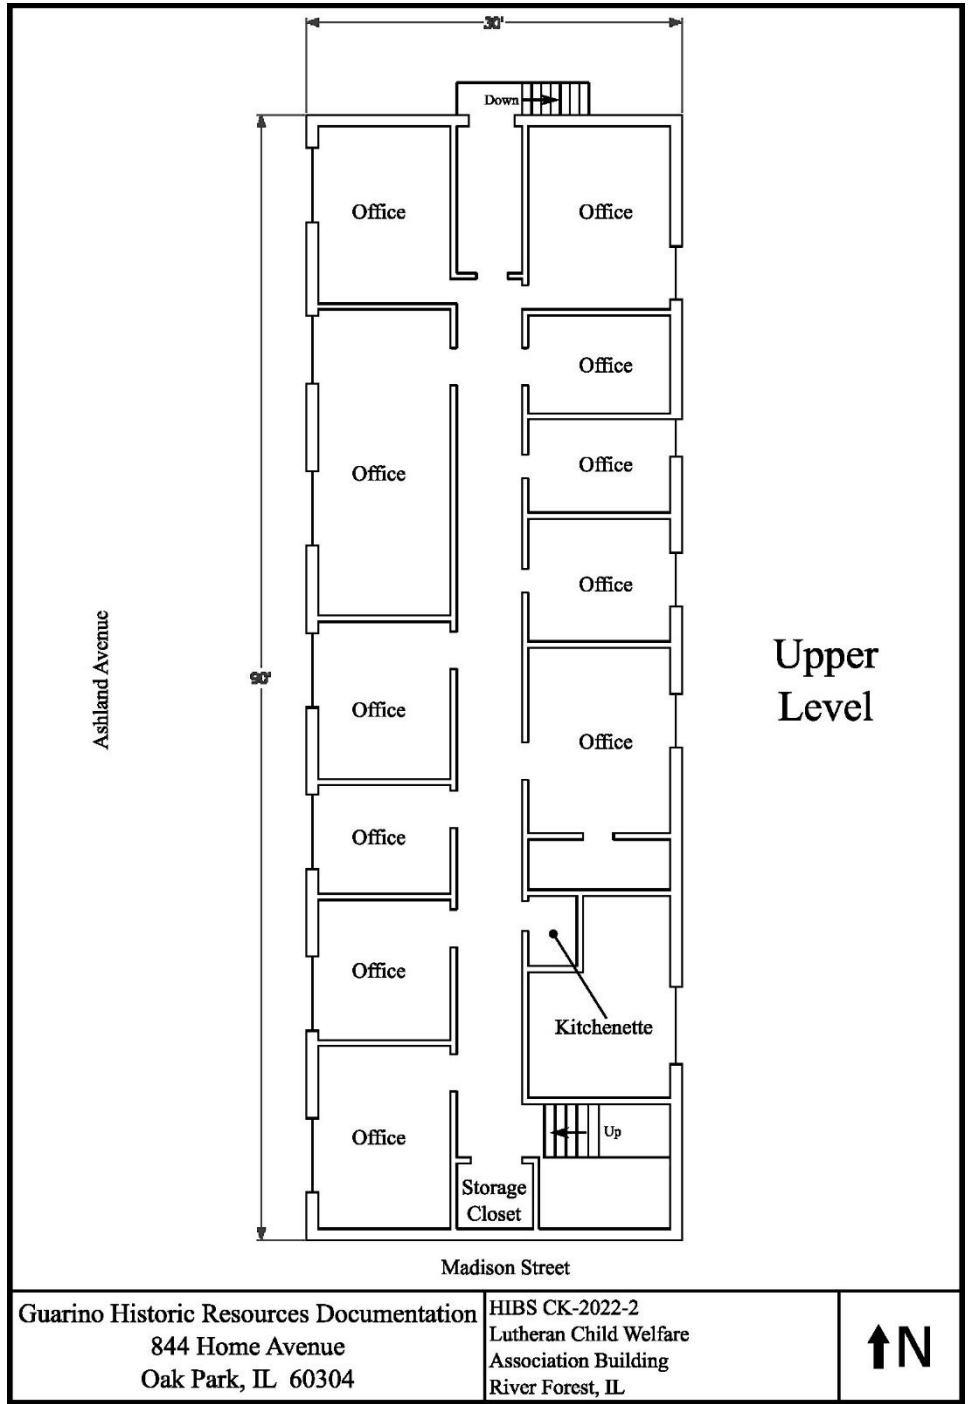 30'
Down
Office
Office
Office
Office
Office
Office
90'
Ashland Avenue
Upper
Level
Office
Office
Office
Office
Kitchenette
Office
Up
Storage
Closet
Madison Street
Guarino Historic Resources Documentation
844 Home Avenue
Oak Park, IL 60304
HIBS CK-2022-2
Lutheran Child Welfare
Association Building
River Forest, IL
N